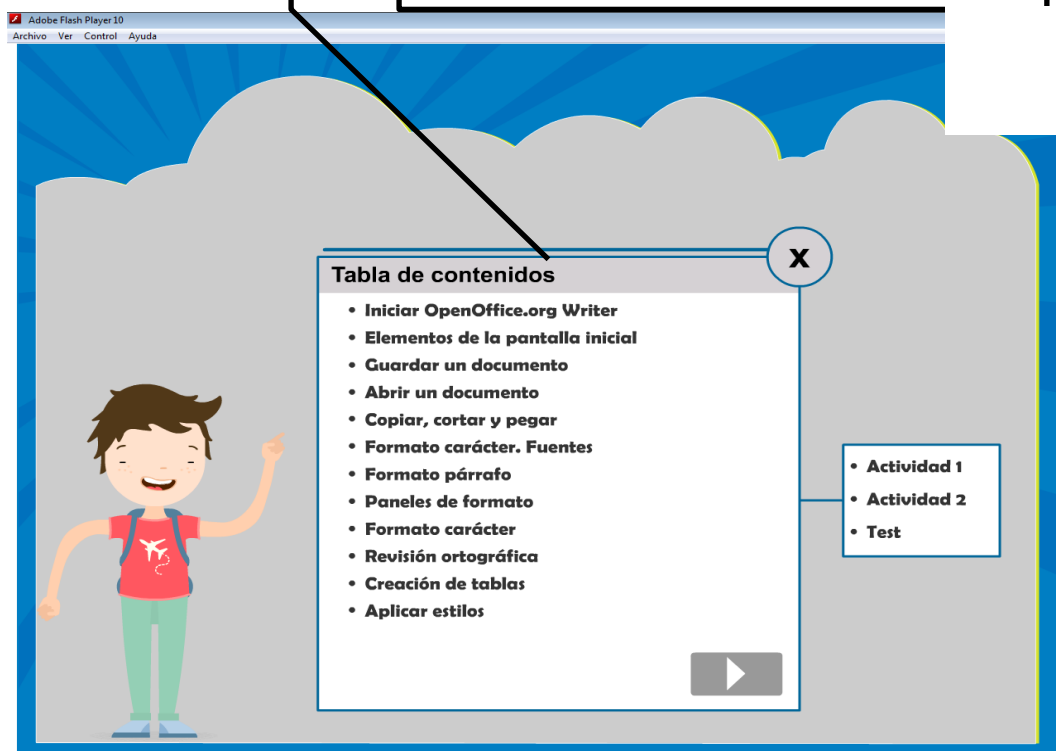 Adobe Flash Player 10
Archivo Ver Control Ayuda
X
Tabla de contenidos
• Iniciar OpenOffice.org Writer
• Elementos de la pantalla inicial
• Guardar un documento
• Abrir un documento
• Copiar, cortar y pegar
• Formato carácter. Fuentes
• Formato párrafo
• Paneles de formato
• Formato carácter
• Revisión ortográfica
• Creación de tablas
• Aplicar estilos
• Actividad 1
• Actividad 2
• Test